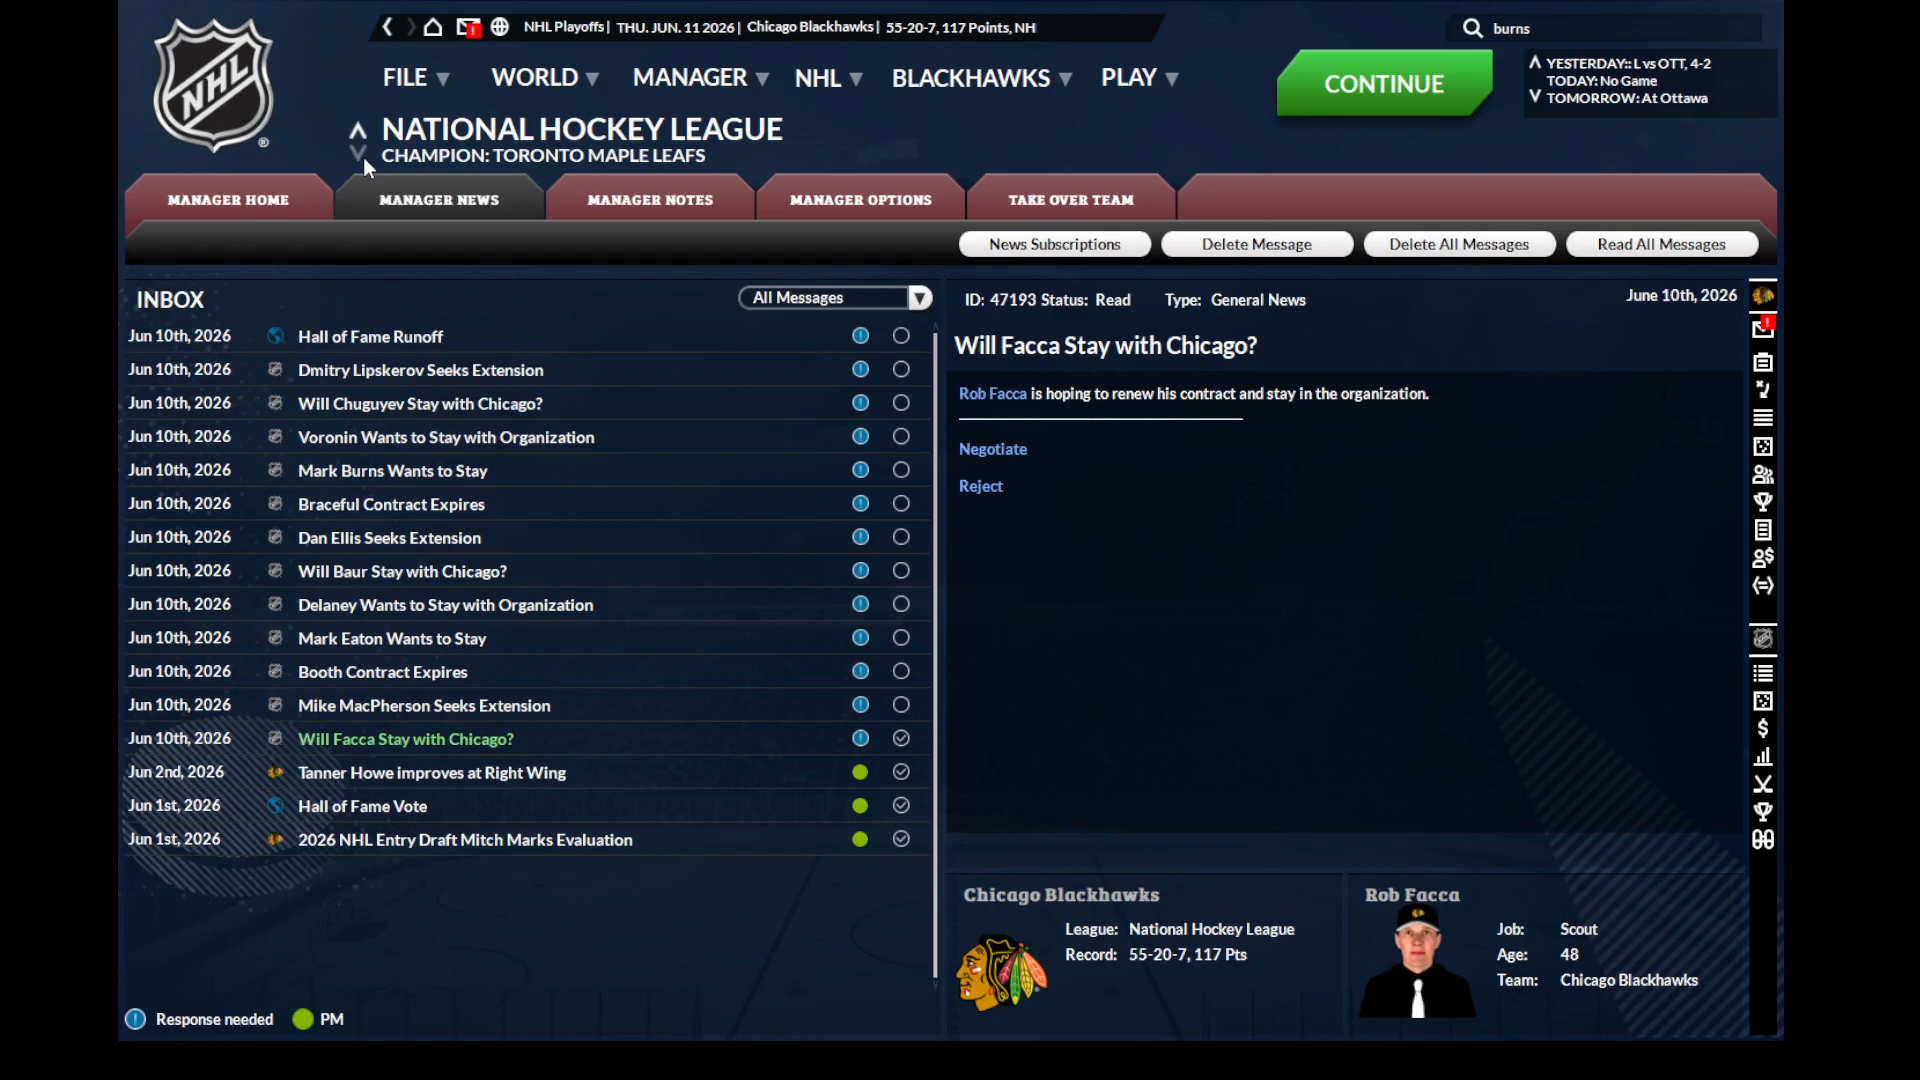 NHL Playoffs | THU. JUN. 11 2026 | Chicago Blackhawks | 55-20-7, 117 Points, NH
burns
NHL
FILE
WORLD
MANAGER
NHL
BLACKHAWKS
PLAY
CONTINUE
YESTERDAY:: L vs OTT, 4-2
TODAY: No Game
TOMORROW: At Ottawa
NATIONAL HOCKEY LEAGUE
CHAMPION: TORONTO MAPLE LEAFS
MANAGER HOME
MANAGER NEWS
MANAGER NOTES
MANAGER OPTIONS
TAKE OVER TEAM
News Subscriptions
Delete Message
Delete All Messages
Read All Messages
INBOX
All Messages
Jun 10th, 2026 Hall of Fame Runoff
Jun 10th, 2026 Dmitry Lipskerov Seeks Extension
Jun 10th, 2026 Will Chuguyev Stay with Chicago?
Jun 10th, 2026 Voronin Wants to Stay with Organization
Jun 10th, 2026 Mark Burns Wants to Stay
Jun 10th, 2026 Braceful Contract Expires
Jun 10th, 2026 Dan Ellis Seeks Extension
Jun 10th, 2026 Will Baur Stay with Chicago?
Jun 10th, 2026 Delaney Wants to Stay with Organization
Jun 10th, 2026 Mark Eaton Wants to Stay
Jun 10th, 2026 Booth Contract Expires
Jun 10th, 2026 Mike MacPherson Seeks Extension
Jun 10th, 2026 Will Facca Stay with Chicago?
Jun 2nd, 2026 Tanner Howe improves at Right Wing
Jun 1st, 2026 Hall of Fame Vote
Jun 1st, 2026 2026 NHL Entry Draft Mitch Marks Evaluation
Response needed
PM
ID: 47193 Status: Read Type: General News
June 10th, 2026
Will Facca Stay with Chicago?
Rob Facca is hoping to renew his contract and stay in the organization.
Negotiate
Reject
Chicago Blackhawks
League: National Hockey League
Record: 55-20-7, 117 Pts
Rob Facca
Job: Scout
Age: 48
Team: Chicago Blackhawks